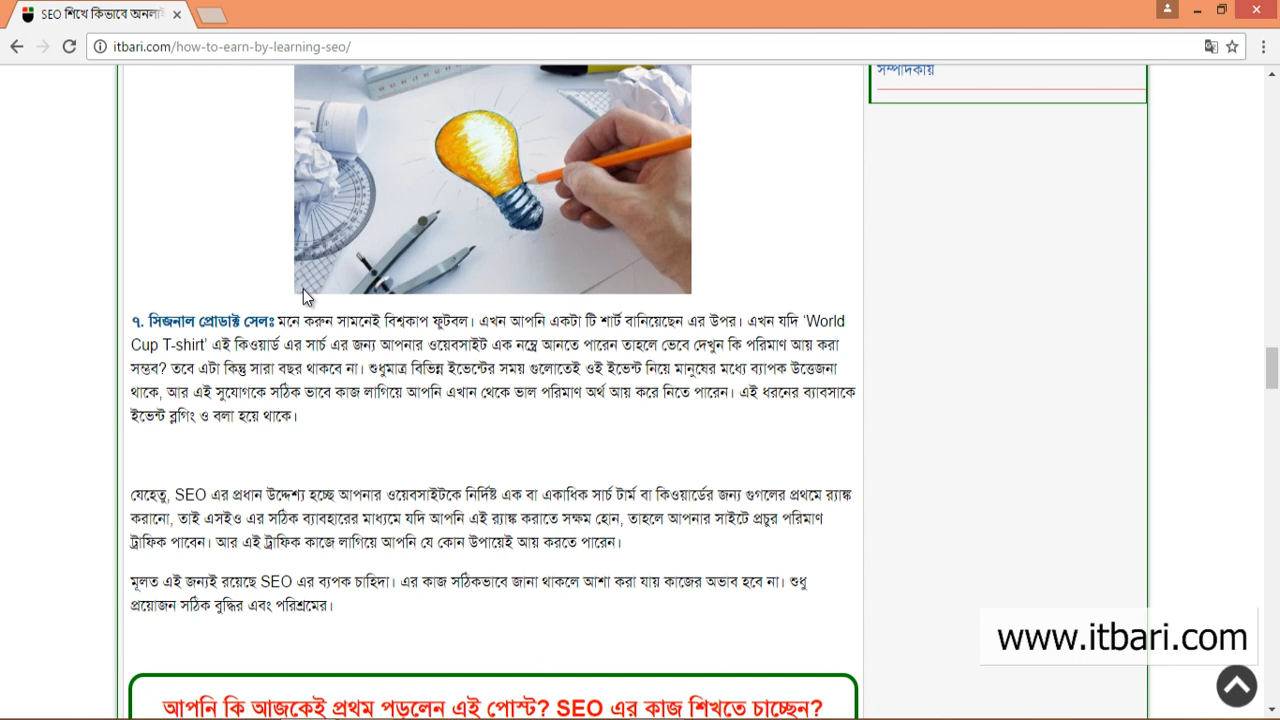 SEO শিখে কিভাবে অনলাই
itbari.com/how-to-earn-by-learning-seo/
সম্পাদকীয়
৭. সিজনাল প্রোডাক্ট সেলঃ মনে করুন সামনেই বিশ্বকাপ ফুটবল। এখন আপনি একটা টি শার্ট বানিয়েছেন এর উপর। এখন যদি ‘World
Cup T-shirt’ এই কিওয়ার্ড এর সার্চ এর জন্য আপনার ওয়েবসাইট এক নম্ব্রে আনতে পারেন তাহলে ভেবে দেখুন কি পরিমাণ আয় করা
সম্ভব? তবে এটা কিন্তু সারা বছর থাকবে না। শুধুমাত্র বিভিন্ন ইভেন্টের সময় গুলোতেই ওই ইভেন্ট নিয়ে মানুষের মধ্যে ব্যাপক উত্তেজনা
থাকে, আর এই সুযোগকে সঠিক ভাবে কাজ লাগিয়ে আপনি এখান থেকে ভাল পরিমাণ অর্থ আয় করে নিতে পারেন। এই ধরনের ব্যাবসাকে
ইভেন্ট ব্লগিং ও বলা হয়ে থাকে।
যেহেতু, SEO এর প্রধান উদ্দেশ্য হচ্ছে আপনার ওয়েবসাইটকে নির্দিষ্ট এক বা একাধিক সার্চ টার্ম বা কিওয়ার্ডের জন্য গুগলের প্রথমে র‍্যাঙ্ক
করানো, তাই এসইও এর সঠিক ব্যাবহারের মাধ্যমে যদি আপনি এই র‍্যাঙ্ক করাতে সক্ষম হোন, তাহলে আপনার সাইটে প্রচুর পরিমাণ
ট্রাফিক পাবেন। আর এই ট্রাফিক কাজে লাগিয়ে আপনি যে কোন উপায়েই আয় করতে পারেন।
মূলত এই জন্যই রয়েছে SEO এর ব্যপক চাহিদা। এর কাজ সঠিকভাবে জানা থাকলে আশা করা যায় কাজের অভাব হবে না। শুধু
প্রয়োজন সঠিক বুদ্ধির এবং পরিশ্রমের।
www.itbari.com
আপনি কি আজকেই প্রথম পড়লেন এই পোস্ট? SEO এর কাজ শিখতে চাচ্ছেন?